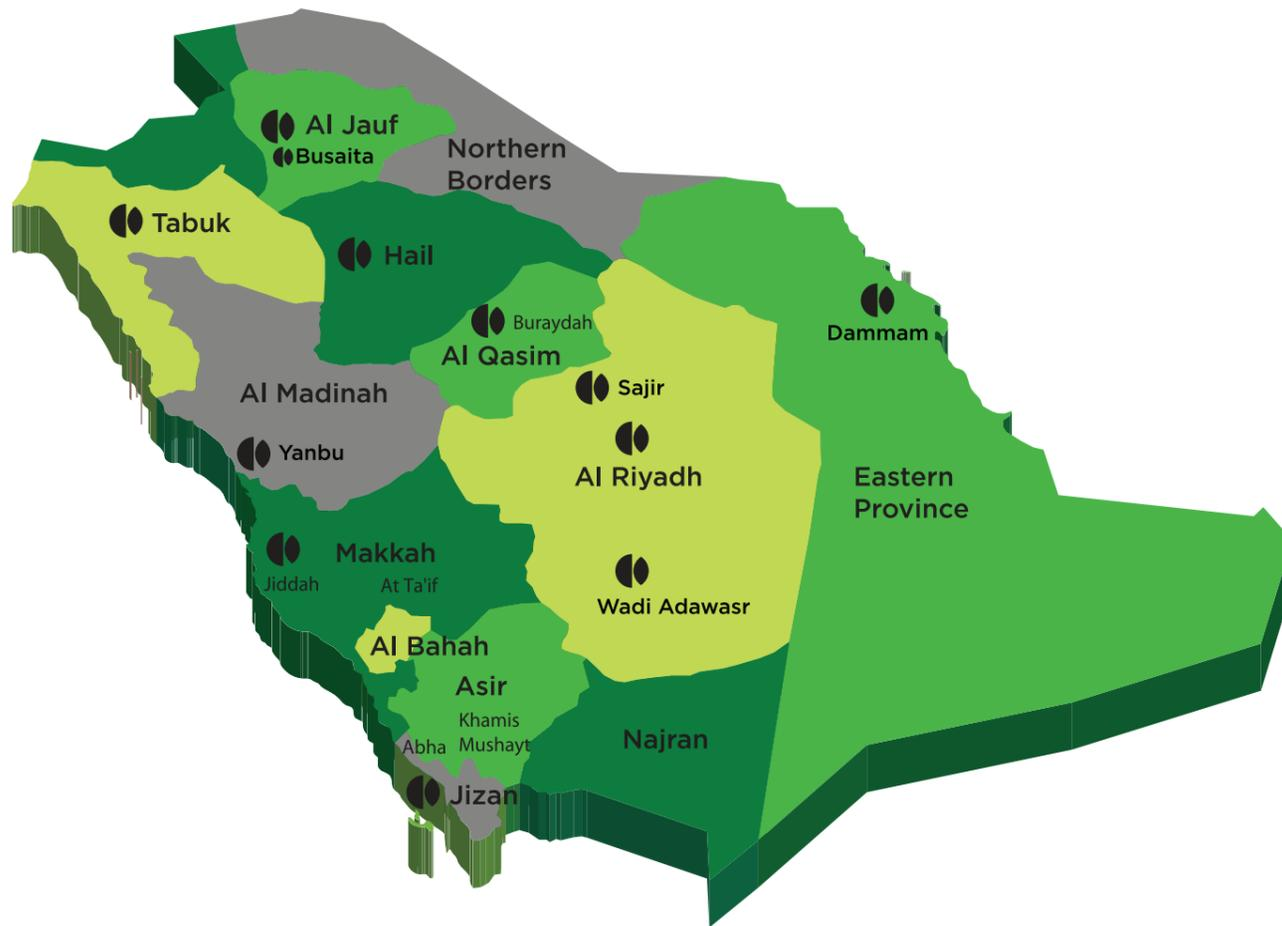 Al Jauf
Busaita
Northern
Borders
Tabuk
Hail
Buraydah
Al Qasim
Dammam
Al Madinah
Sajir
Yanbu
Al Riyadh
Eastern
Province
Makkah
Jiddah
At Ta'if
Wadi Adawasr
Al Bahah
Asir
Khamis
Mushayt
Abha
Najran
Jizan